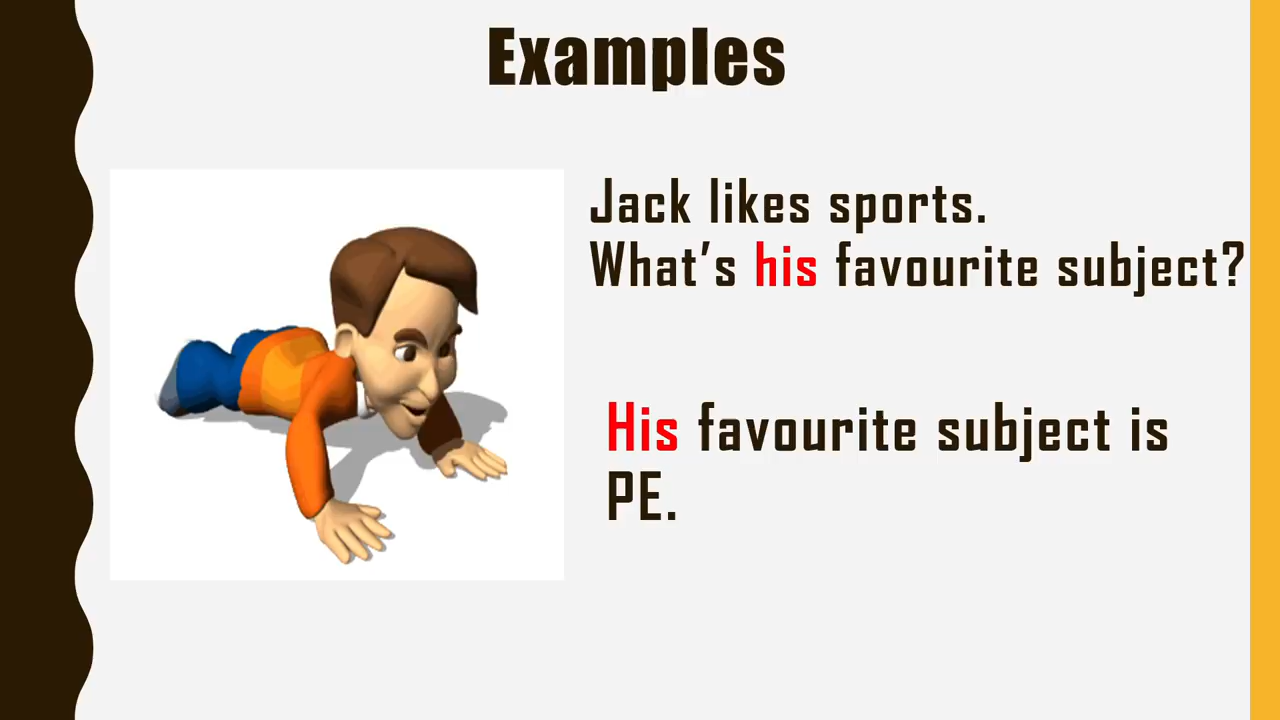 Examples
Jack likes sports.
What’s his favourite subject?
His favourite subject is
PE.